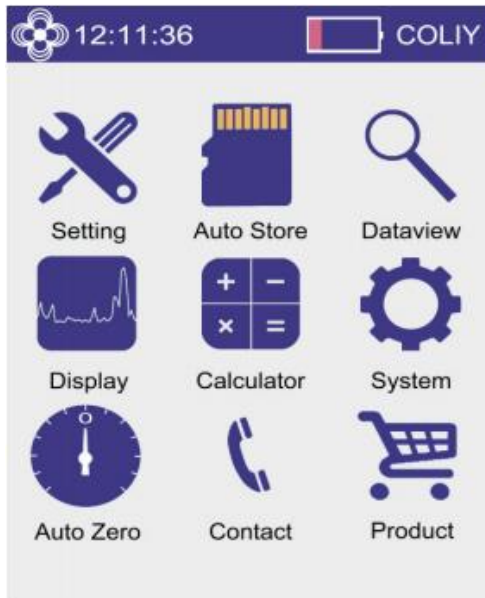 12:11:36 COLIY
Setting Auto Store Dataview
+ − × =
Display Calculator System
O
Auto Zero Contact Product